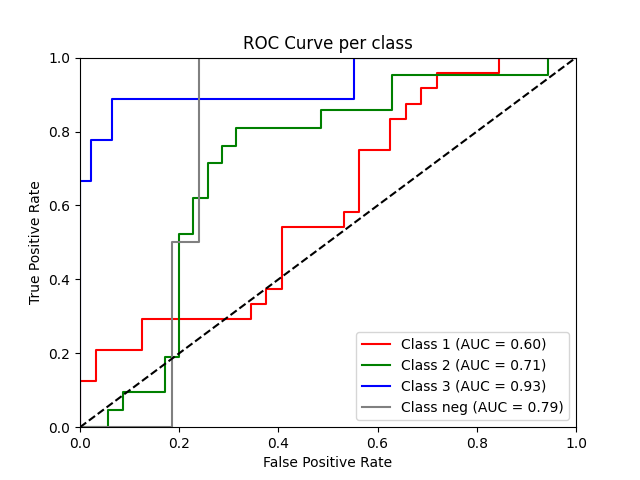 ROC Curve per class
True Positive Rate
1.0
0.8
0.6
0.4
0.2
0.0
0.0 0.2 0.4 0.6 0.8 1.0
False Positive Rate
Class 1 (AUC = 0.60)
Class 2 (AUC = 0.71)
Class 3 (AUC = 0.93)
Class neg (AUC = 0.79)